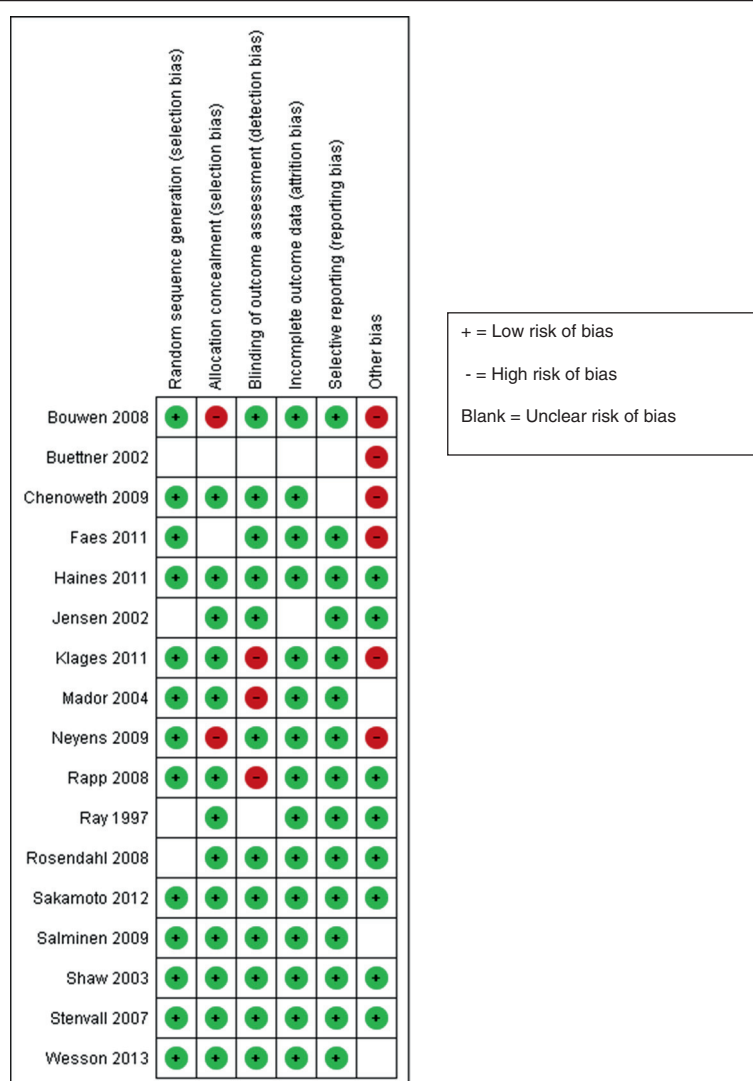 Random sequence generation (selection bias)
Allocation concealment (selection bias)
Blinding of outcome assessment (detection bias)
Incomplete outcome data (attrition bias)
Selective reporting (reporting bias)
Other bias
Bouwen 2008 + - + + + -
Buettner 2002 -
Chenoweth 2009 + + + + -
Faes 2011 + + + + -
Haines 2011 + + + + + +
Jensen 2002 + + + +
Klages 2011 + + - + + -
Mador 2004 + + - + +
Neyens 2009 + - + + + -
Rapp 2008 + + - + + +
Ray 1997 + + + +
Rosendahl 2008 + + + + +
Sakamoto 2012 + + + + + +
Salminen 2009 + + + + +
Shaw 2003 + + + + + +
Stenvall 2007 + + + + + +
Wesson 2013 + + + + +
+ = Low risk of bias
- = High risk of bias
Blank = Unclear risk of bias